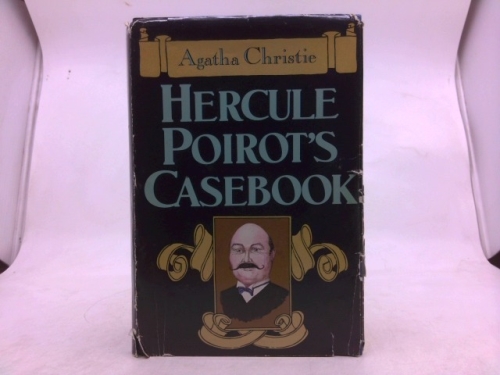 Agatha Christie
HERCULE
POIROT'S
CASEBOOK